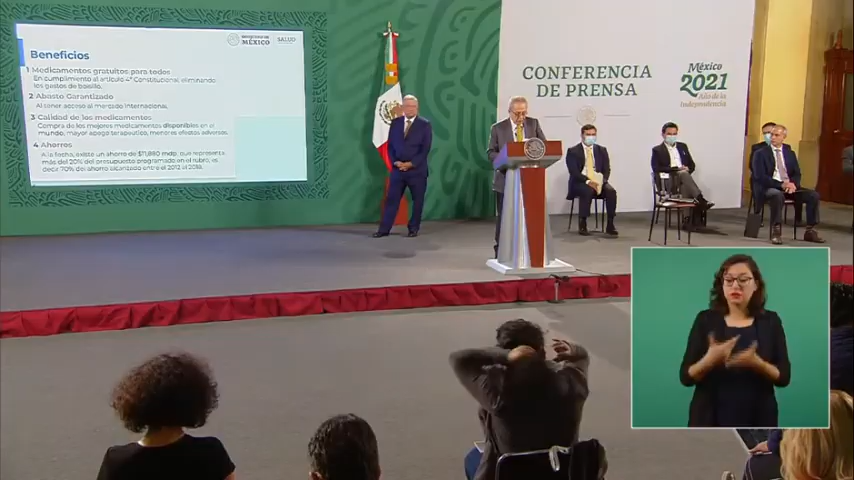 GOBIERNO DE
MÉXICO
SALUD
Beneficios
1 Medicamentos gratuitos para todos
En cumplimiento al artículo 4° Constitucional, eliminando
los gastos de bolsillo.
2 Abasto Garantizado
Al tener acceso al mercado internacional.
3 Calidad de los medicamentos
Compra de los mejores medicamentos disponibles en el
mundo, mayor apego terapéutico, menores efectos adversos.
4 Ahorros
A la fecha, existe un ahorro de mdp, que representa
más del 20% del presupuesto programado en el rubro, es
decir 70% del ahorro alcanzado entre el 2012 al 2018.
CONFERENCIA
DE PRENSA
México
2021
Año de la
Independencia